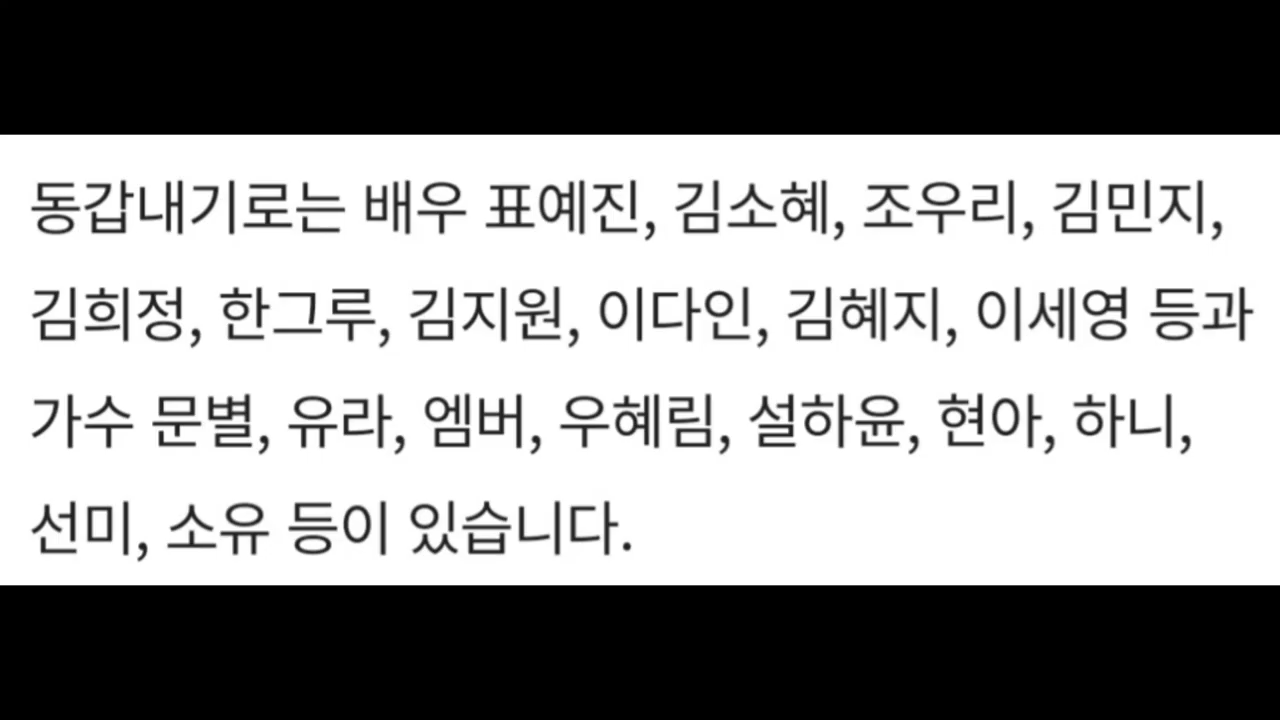 동갑내기로는 배우 표예진, 김소혜, 조우리, 김민지,
김희정, 한그루, 김지원, 이다인, 김혜지, 이세영 등과
가수 문별, 유라, 엠버, 우혜림, 설하윤, 현아, 하니,
선미, 소유 등이 있습니다.